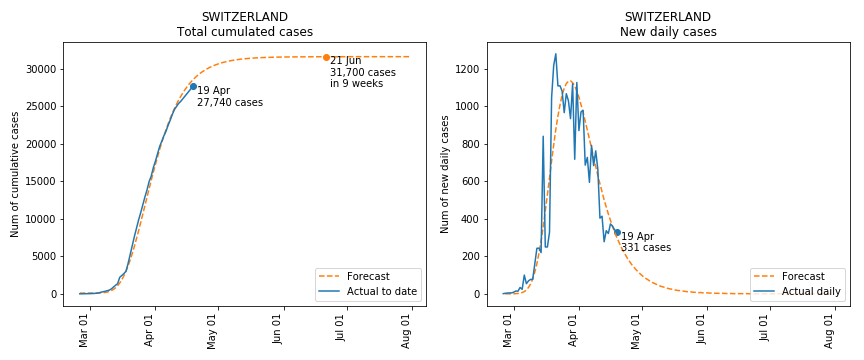 SWITZERLAND
Total cumulated cases
Num of cumulative cases
30000
25000
20000
15000
10000
5000
0
21 Jun
31,700 cases
in 9 weeks
19 Apr
27,740 cases
Forecast
Actual to date
Mar 01
Apr 01
May 01
Jun 01
Jul 01
Aug 01
SWITZERLAND
New daily cases
Num of new daily cases
1200
1000
800
600
400
200
0
19 Apr
331 cases
Forecast
Actual daily
Mar 01
Apr 01
May 01
Jun 01
Jul 01
Aug 01